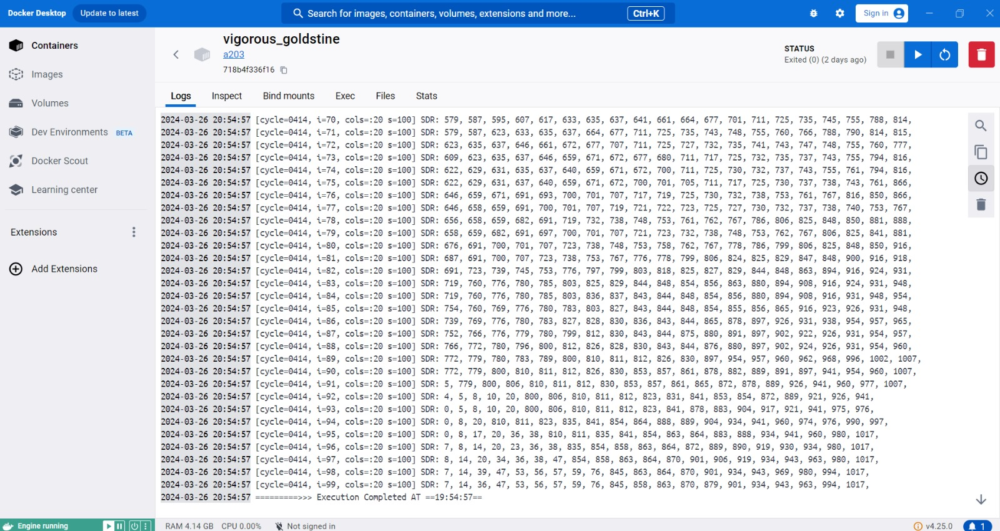 Docker Desktop Update to latest Search for images, containers, volumes, extensions and more... Ctrl+K Sign in
Containers
Images
Volumes
Dev Environments BETA
Docker Scout
Learning center
Extensions
Add Extensions
vigorous_goldstine
a203
718b4f336f16
STATUS
Exited (0) (2 days ago)
Logs Inspect Bind mounts Exec Files Stats
2024-03-26 20:54:57 [cycle=0414, i=70, cols=:20 s=100] SDR: 579, 587, 595, 607, 617, 633, 635, 637, 641, 661, 664, 677, 701, 711, 725, 735, 745, 755, 788, 814,
2024-03-26 20:54:57 [cycle=0414, i=71, cols=:20 s=100] SDR: 579, 587, 623, 633, 635, 637, 664, 677, 711, 725, 735, 743, 748, 755, 760, 766, 788, 790, 814, 815,
2024-03-26 20:54:57 [cycle=0414, i=72, cols=:20 s=100] SDR: 623, 635, 637, 646, 661, 672, 677, 707, 711, 725, 727, 732, 735, 741, 743, 747, 748, 755, 760, 777,
2024-03-26 20:54:57 [cycle=0414, i=73, cols=:20 s=100] SDR: 609, 623, 635, 637, 646, 659, 671, 672, 677, 680, 711, 717, 725, 732, 735, 737, 743, 755, 794, 816,
2024-03-26 20:54:57 [cycle=0414, i=74, cols=:20 s=100] SDR: 622, 629, 631, 635, 637, 640, 659, 671, 672, 700, 711, 725, 730, 732, 737, 743, 755, 761, 794, 816,
2024-03-26 20:54:57 [cycle=0414, i=75, cols=:20 s=100] SDR: 622, 629, 631, 637, 640, 659, 671, 672, 700, 701, 705, 711, 717, 725, 730, 737, 738, 743, 761, 866,
2024-03-26 20:54:57 [cycle=0414, i=76, cols=:20 s=100] SDR: 646, 659, 671, 691, 693, 700, 701, 707, 717, 719, 725, 730, 732, 738, 753, 761, 767, 816, 850, 866,
2024-03-26 20:54:57 [cycle=0414, i=77, cols=:20 s=100] SDR: 646, 658, 659, 691, 700, 701, 707, 719, 721, 722, 723, 725, 727, 730, 732, 737, 738, 740, 753, 767,
2024-03-26 20:54:57 [cycle=0414, i=78, cols=:20 s=100] SDR: 656, 658, 659, 682, 691, 719, 732, 738, 748, 753, 761, 762, 767, 786, 806, 825, 848, 850, 881, 888,
2024-03-26 20:54:57 [cycle=0414, i=79, cols=:20 s=100] SDR: 658, 659, 682, 691, 697, 700, 701, 707, 721, 723, 732, 738, 748, 753, 762, 767, 806, 825, 841, 881,
2024-03-26 20:54:57 [cycle=0414, i=80, cols=:20 s=100] SDR: 676, 691, 700, 701, 707, 723, 738, 748, 753, 758, 762, 767, 778, 786, 799, 806, 825, 848, 850, 916,
2024-03-26 20:54:57 [cycle=0414, i=81, cols=:20 s=100] SDR: 687, 691, 700, 707, 723, 738, 753, 767, 776, 778, 799, 806, 824, 825, 829, 847, 848, 900, 916, 918,
2024-03-26 20:54:57 [cycle=0414, i=82, cols=:20 s=100] SDR: 691, 723, 739, 745, 753, 776, 797, 799, 803, 818, 825, 827, 829, 844, 848, 863, 894, 916, 924, 931,
2024-03-26 20:54:57 [cycle=0414, i=83, cols=:20 s=100] SDR: 719, 760, 776, 780, 785, 803, 825, 829, 844, 848, 854, 856, 863, 880, 894, 908, 916, 924, 931, 948,
2024-03-26 20:54:57 [cycle=0414, i=84, cols=:20 s=100] SDR: 719, 760, 776, 780, 785, 803, 836, 837, 843, 844, 848, 854, 856, 880, 894, 908, 916, 931, 948, 954,
2024-03-26 20:54:57 [cycle=0414, i=85, cols=:20 s=100] SDR: 754, 760, 769, 776, 780, 783, 803, 827, 843, 844, 848, 854, 855, 856, 865, 916, 923, 926, 931, 948,
2024-03-26 20:54:57 [cycle=0414, i=86, cols=:20 s=100] SDR: 739, 769, 776, 780, 783, 827, 828, 830, 836, 843, 844, 865, 878, 897, 926, 931, 938, 954, 957, 965,
2024-03-26 20:54:57 [cycle=0414, i=87, cols=:20 s=100] SDR: 752, 766, 776, 779, 780, 799, 812, 830, 843, 844, 875, 880, 891, 897, 902, 922, 926, 931, 954, 957,
2024-03-26 20:54:57 [cycle=0414, i=88, cols=:20 s=100] SDR: 766, 772, 780, 796, 800, 812, 826, 828, 830, 843, 844, 876, 880, 897, 902, 924, 926, 931, 954, 960,
2024-03-26 20:54:57 [cycle=0414, i=89, cols=:20 s=100] SDR: 772, 779, 780, 783, 789, 800, 810, 811, 812, 826, 830, 897, 954, 957, 960, 962, 968, 996, 1002, 1007,
2024-03-26 20:54:57 [cycle=0414, i=90, cols=:20 s=100] SDR: 772, 779, 800, 810, 811, 812, 826, 830, 853, 857, 861, 878, 882, 889, 891, 897, 941, 954, 960, 1007,
2024-03-26 20:54:57 [cycle=0414, i=91, cols=:20 s=100] SDR: 5, 779, 800, 806, 810, 811, 812, 830, 853, 857, 861, 865, 872, 878, 889, 926, 941, 960, 977, 1007,
2024-03-26 20:54:57 [cycle=0414, i=92, cols=:20 s=100] SDR: 4, 5, 8, 10, 20, 800, 806, 810, 811, 812, 823, 831, 841, 853, 854, 872, 889, 921, 926, 941,
2024-03-26 20:54:57 [cycle=0414, i=93, cols=:20 s=100] SDR: 0, 5, 8, 10, 20, 800, 806, 810, 811, 812, 823, 841, 878, 883, 904, 917, 921, 941, 975, 976,
2024-03-26 20:54:57 [cycle=0414, i=94, cols=:20 s=100] SDR: 0, 8, 20, 810, 811, 823, 835, 841, 854, 864, 888, 889, 904, 934, 941, 960, 974, 976, 990, 997,
2024-03-26 20:54:57 [cycle=0414, i=95, cols=:20 s=100] SDR: 0, 8, 17, 20, 36, 38, 810, 811, 835, 841, 854, 863, 864, 883, 888, 934, 941, 960, 980, 1017,
2024-03-26 20:54:57 [cycle=0414, i=96, cols=:20 s=100] SDR: 7, 8, 14, 20, 23, 36, 38, 835, 854, 858, 863, 864, 872, 889, 890, 919, 930, 934, 980, 1017,
2024-03-26 20:54:57 [cycle=0414, i=97, cols=:20 s=100] SDR: 8, 14, 20, 34, 36, 38, 47, 854, 858, 863, 864, 870, 901, 906, 919, 934, 943, 963, 980, 1017,
2024-03-26 20:54:57 [cycle=0414, i=98, cols=:20 s=100] SDR: 7, 14, 39, 47, 53, 56, 57, 59, 76, 845, 863, 864, 870, 901, 934, 943, 969, 980, 994, 1017,
2024-03-26 20:54:57 [cycle=0414, i=99, cols=:20 s=100] SDR: 7, 14, 36, 47, 53, 56, 57, 59, 76, 845, 858, 863, 870, 879, 901, 934, 943, 963, 994, 1017,
2024-03-26 20:54:57 =========>>> Execution Completed AT ==19:54:57==
Engine running RAM 4.14 GB CPU 0.00% Not signed in v4.25.0 1